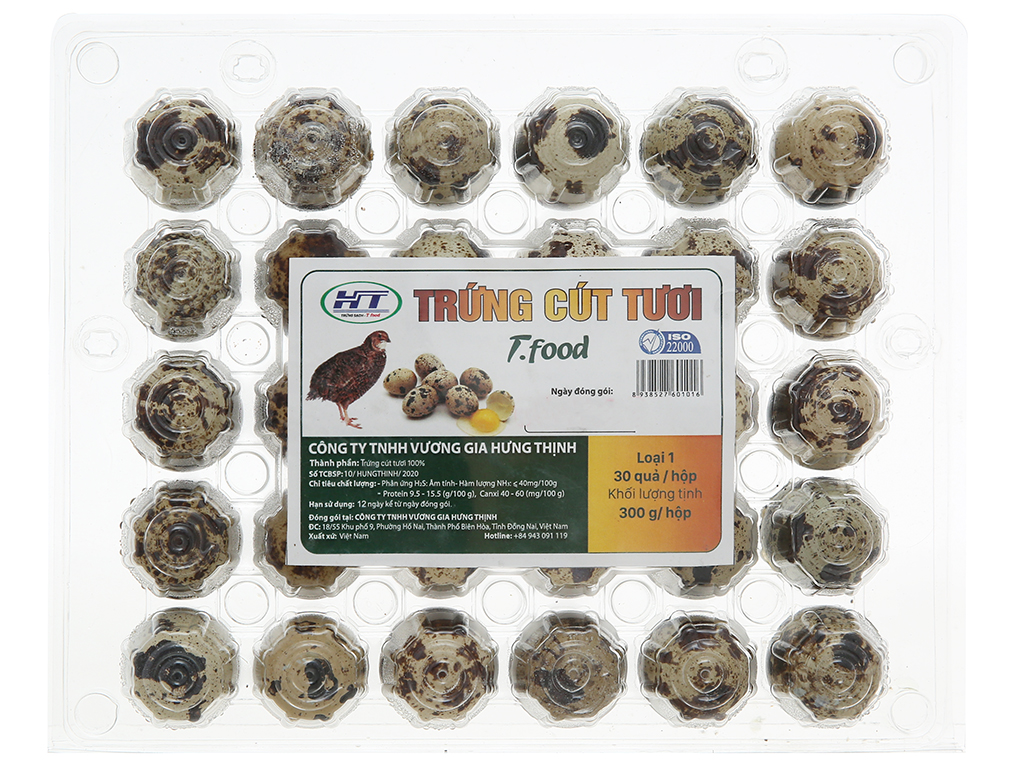 HT
TRỨNG SẠCH - T.food
TRỨNG CÚT TƯƠI
T.food
ISO
22000
Ngày đóng gói:
8 938527 601016
CÔNG TY TNHH VƯƠNG GIA HƯNG THỊNH
Thành phần: Trứng cút tươi 100%
Số TCBSP: 10/ HUNGTHINH/ 2020
Chỉ tiêu chất lượng: - Phản ứng H₂S: Âm tính- Hàm lượng NH₃: ≤ 40mg/100g
- Protein 9.5 - 15.5 (g/100 g), Canxi 40 - 60 (mg/100 g)
Hạn sử dụng: 12 ngày kể từ ngày đóng gói.
Đóng gói tại: CÔNG TY TNHH VƯƠNG GIA HƯNG THỊNH
ĐC: 18/55 Khu phố 9, Phường Hố Nai, Thành Phố Biên Hòa, Tỉnh Đồng Nai, Việt Nam
Xuất xứ: Việt Nam Hotline: +84 943 091 119
Loại 1
30 quả / hộp
Khối lượng tịnh
300 g/ hộp